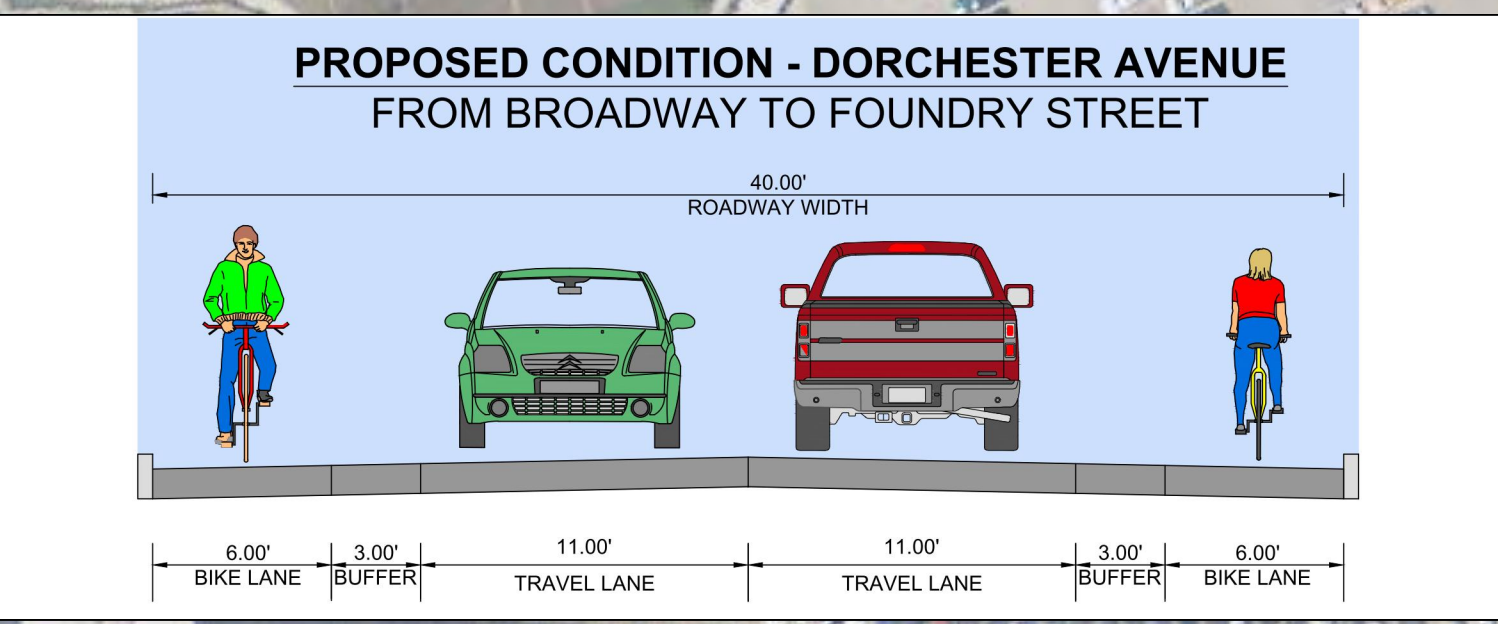 PROPOSED CONDITION - DORCHESTER AVENUE
FROM BROADWAY TO FOUNDRY STREET
40.00'
ROADWAY WIDTH
6.00' 3.00' 11.00' 11.00' 3.00' 6.00'
BIKE LANE BUFFER TRAVEL LANE TRAVEL LANE BUFFER BIKE LANE